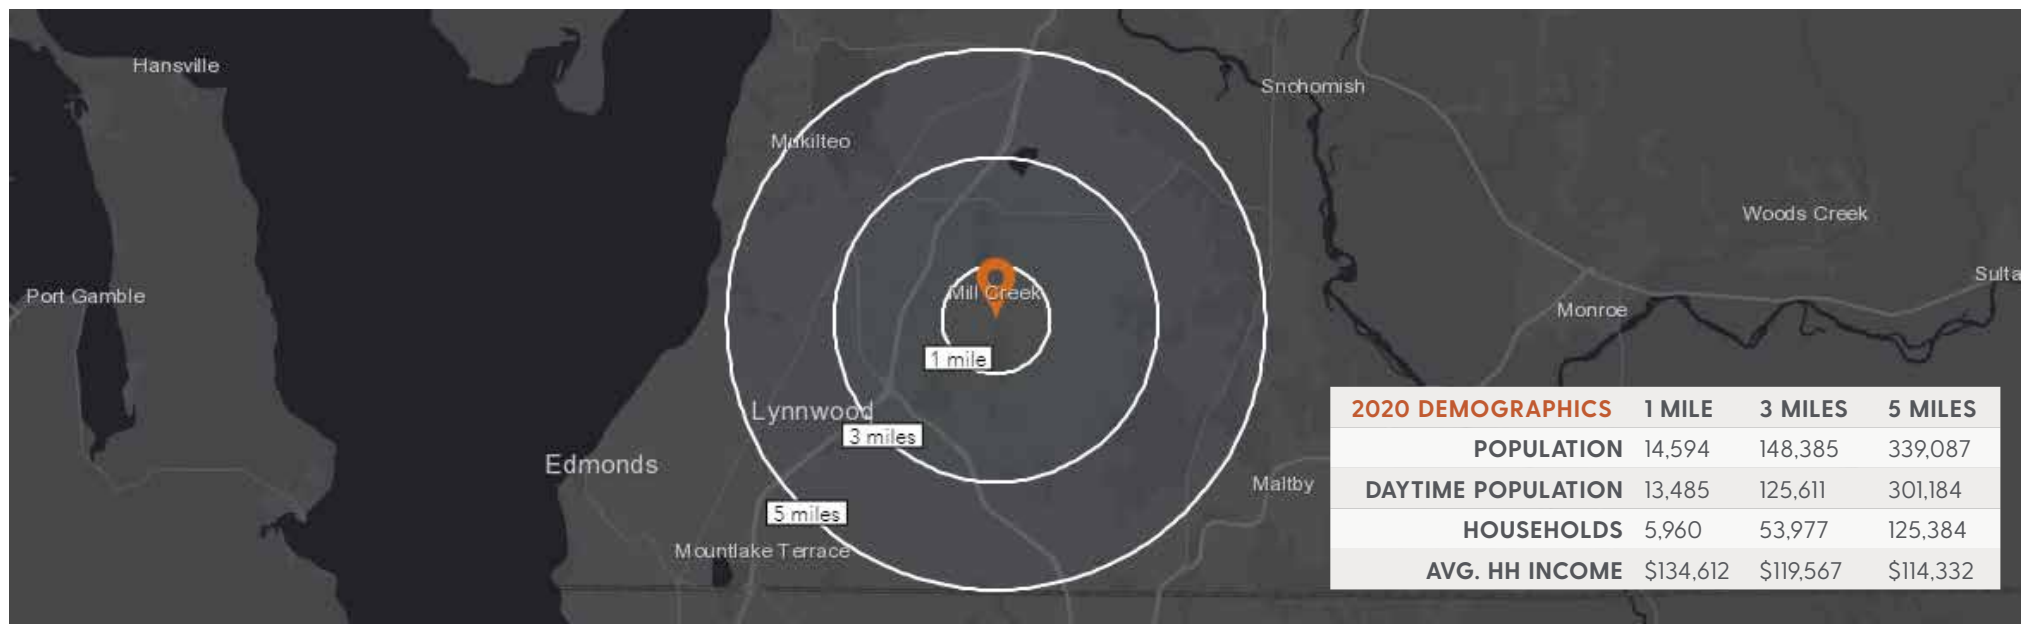 Hansville
Snohomish
Mukilteo
Woods Creek
Sulta
Port Gamble
Mill Creek
Monroe
1 mile
Lynnwood
3 miles
Edmonds
Maltby
5 miles
Mountlake Terrace
2020 DEMOGRAPHICS 1 MILE 3 MILES 5 MILES
POPULATION 14,594 148,385 339,087
DAYTIME POPULATION 13,485 125,611 301,184
HOUSEHOLDS 5,960 53,977 125,384
AVG. HH INCOME $134,612 $119,567 $114,332